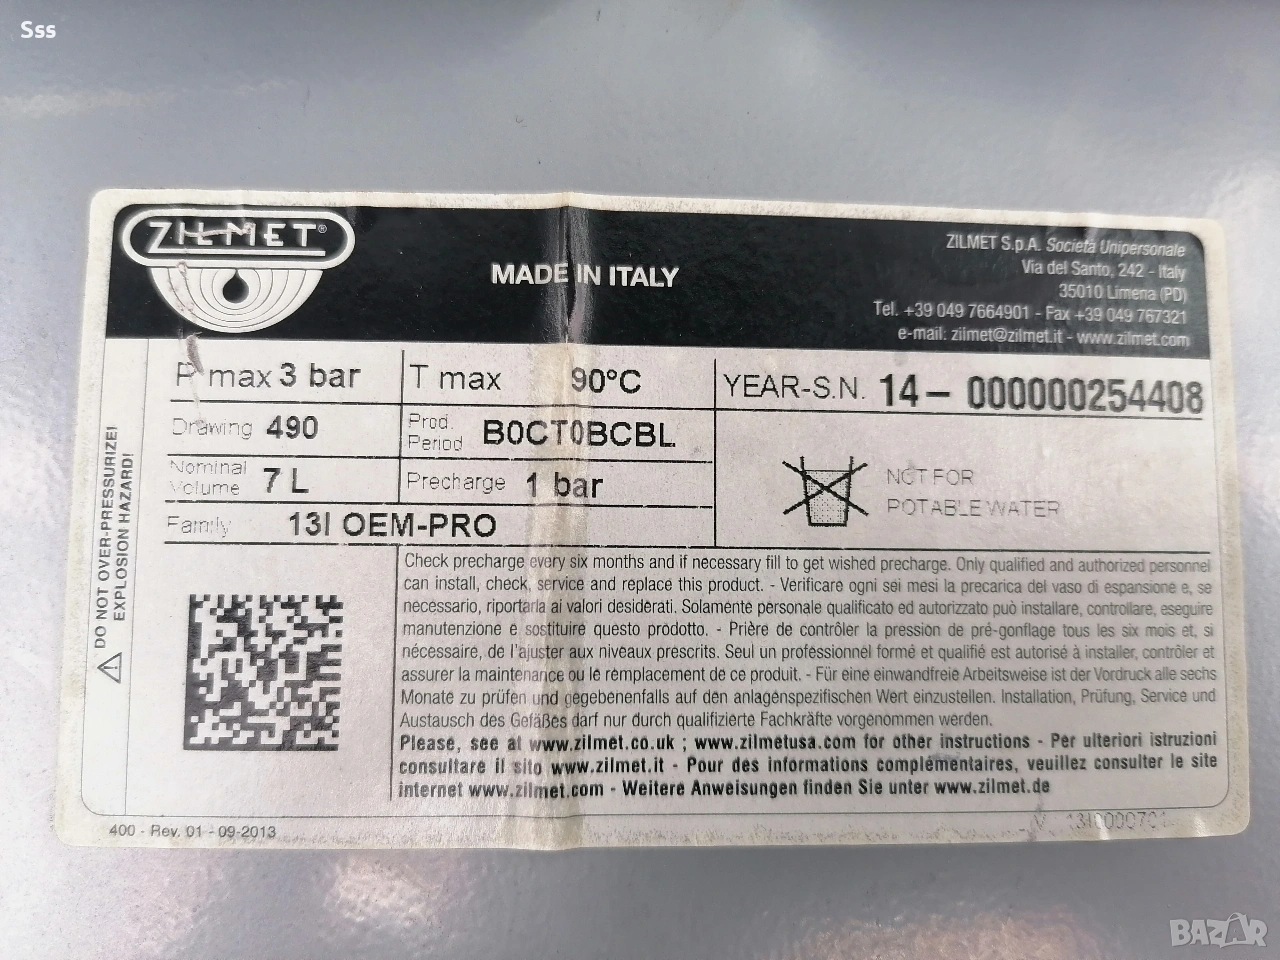 Sss
ZILMET®
MADE IN ITALY
ZILMET S.p.A. Società Unipersonale
Via del Santo, 242 - Italy
35010 Limena (PD)
Tel. +39 049 7664901 - Fax +39 049 767321
e-mail: zilmet@zilmet.it - www.zilmet.com
P max 3 bar
T max 90°C
YEAR-S.N. 14- 000000254408
Drawing 490
Prod. Period B0CT0BCBL
Nominal Volume 7 L
Precharge 1 bar
Family 13I OEM-PRO
NOT FOR
POTABLE WATER
DO NOT OVER-PRESSURIZE!
EXPLOSION HAZARD!
Check precharge every six months and if necessary fill to get wished precharge. Only qualified and authorized personnel
can install, check, service and replace this product. - Verificare ogni sei mesi la precarica del vaso di espansione e, se
necessario, riportarla ai valori desiderati. Solamente personale qualificato ed autorizzato può installare, controllare, eseguire
manutenzione e sostituire questo prodotto. - Prière de contrôler la pression de pré-gonflage tous les six mois et, si
nécessaire, de l'ajuster aux niveaux prescrits. Seul un proféssionnel formé et qualifié est autorisé à installer, contrôler et
assurer la maintenance ou le remplacement de ce produit. - Für eine einwandfreie Arbeitsweise ist der Vordruck alle sechs
Monate zu prüfen und gegebenenfalls auf den anlagenspezifischen Wert einzustellen. Installation, Prüfung, Service und
Austausch des Gefäßes darf nur durch qualifizierte Fachkräfte vorgenommen werden.
Please, see at www.zilmet.co.uk ; www.zilmetusa.com for other instructions - Per ulteriori istruzioni
consultare il sito www.zilmet.it - Pour des informations complémentaires, veuillez consulter le site
internet www.zilmet.com - Weitere Anweisungen finden Sie unter www.zilmet.de
400 - Rev. 01 - 09-2013
BAZAR